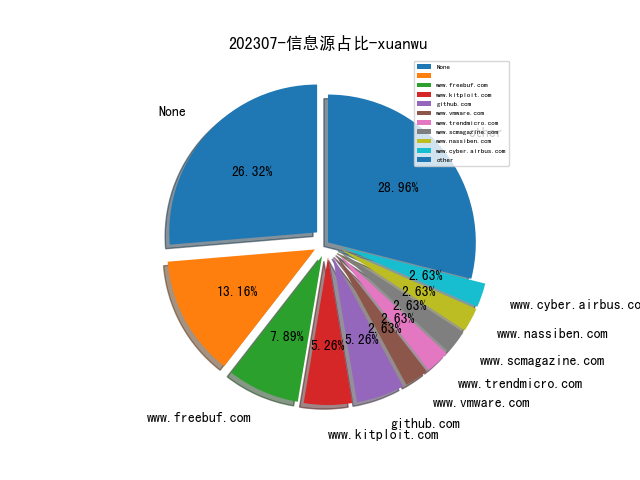 202307-信息源占比-xuanwu
None
www.freebuf.com
www.kitploit.com
github.com
www.vmware.com
www.trendmicro.com
www.scmagazine.com
www.nassiben.com
www.cyber.airbus.com
other
None
other
26.32%
28.96%
13.16%
7.89%
5.26%
5.26%
2.63%
2.63%
2.63%
2.63%
2.63%
www.cyber.airbus.co
www.nassiben.com
www.scmagazine.com
www.trendmicro.com
www.vmware.com
github.com
www.kitploit.com
www.freebuf.com